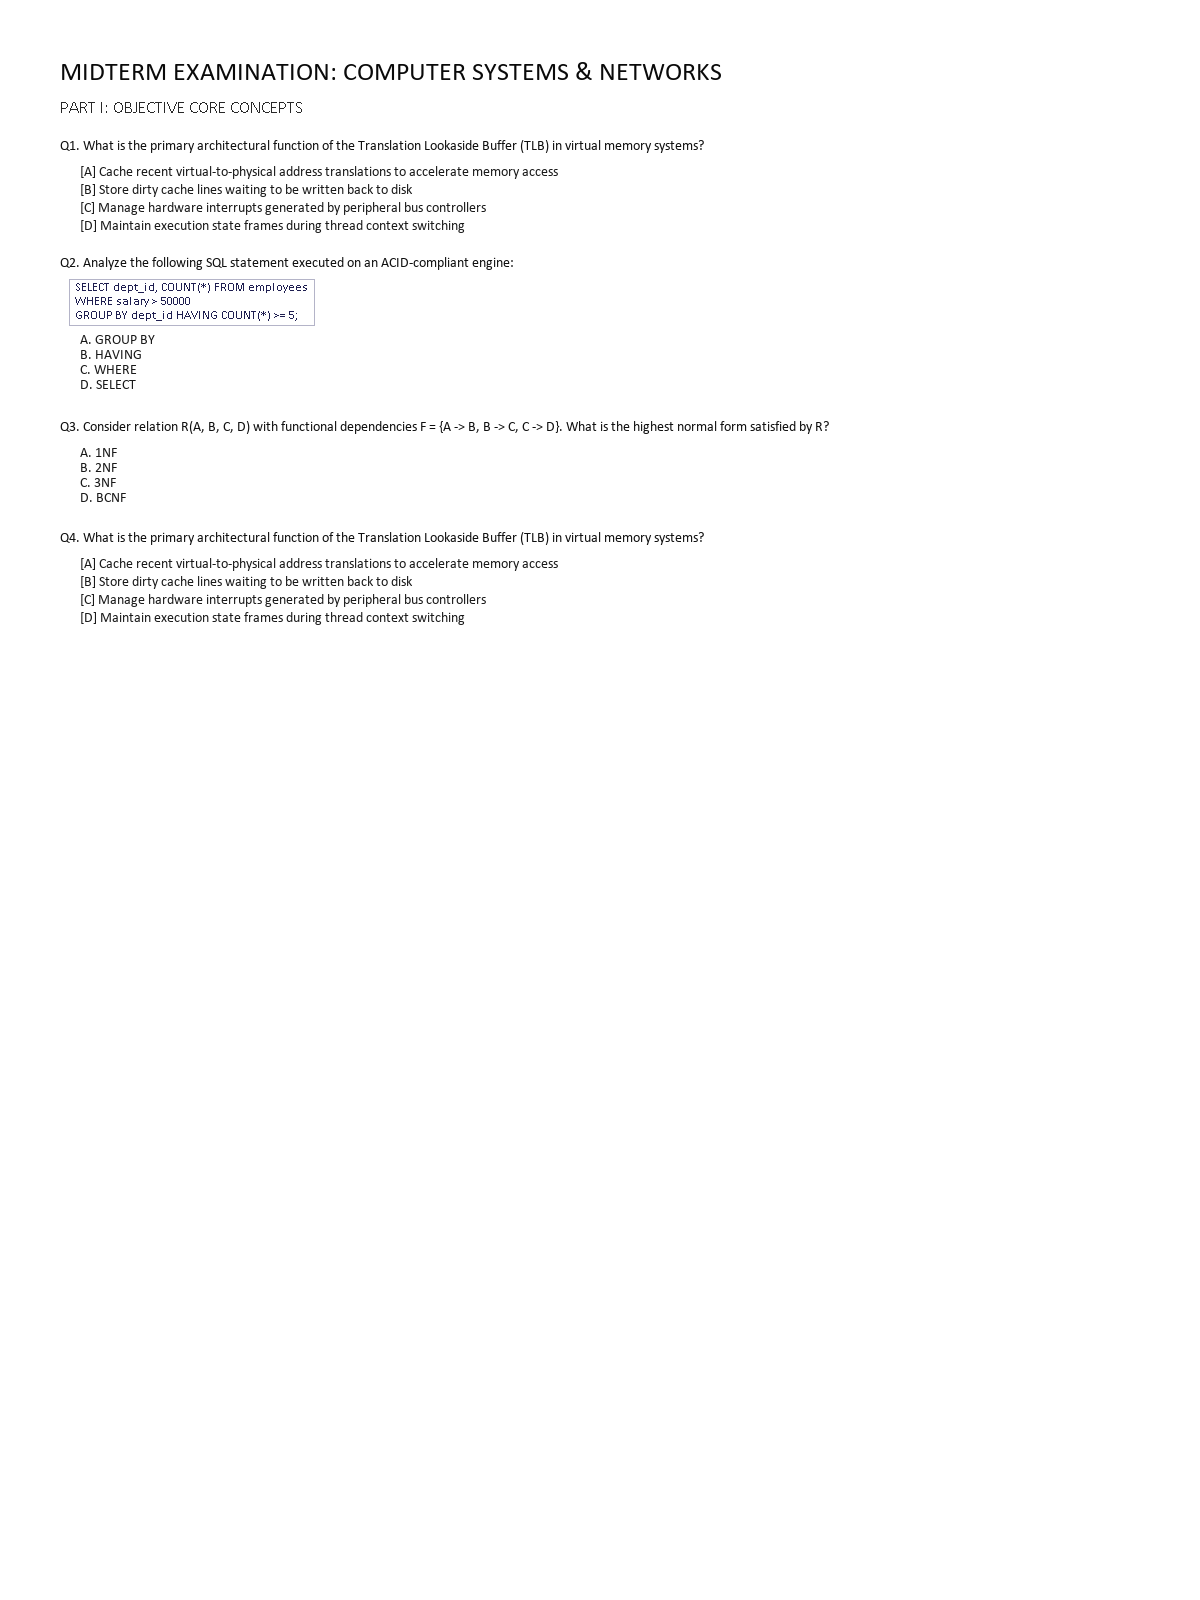 MIDTERM EXAMINATION: COMPUTER SYSTEMS & NETWORKS
PART I: OBJECTIVE CORE CONCEPTS
Q1. What is the primary architectural function of the Translation Lookaside Buffer (TLB) in virtual memory systems?
[A] Cache recent virtual-to-physical address translations to accelerate memory access
[B] Store dirty cache lines waiting to be written back to disk
[C] Manage hardware interrupts generated by peripheral bus controllers
[D] Maintain execution state frames during thread context switching
Q2. Analyze the following SQL statement executed on an ACID-compliant engine:
SELECT dept_id, COUNT(*) FROM employees
WHERE salary > 50000
GROUP BY dept_id HAVING COUNT(*) >= 5;
A. GROUP BY
B. HAVING
C. WHERE
D. SELECT
Q3. Consider relation R(A, B, C, D) with functional dependencies F = {A -> B, B -> C, C -> D}. What is the highest normal form satisfied by R?
A. 1NF
B. 2NF
C. 3NF
D. BCNF
Q4. What is the primary architectural function of the Translation Lookaside Buffer (TLB) in virtual memory systems?
[A] Cache recent virtual-to-physical address translations to accelerate memory access
[B] Store dirty cache lines waiting to be written back to disk
[C] Manage hardware interrupts generated by peripheral bus controllers
[D] Maintain execution state frames during thread context switching